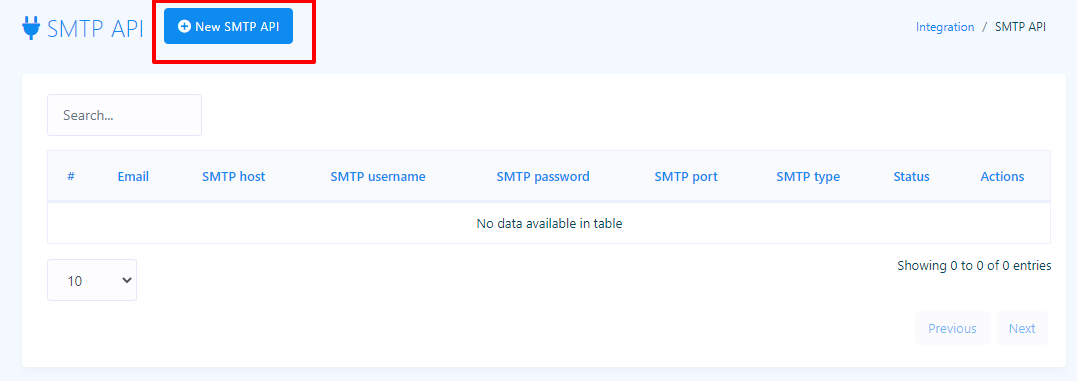 SMTP API New SMTP API Integration / SMTP API
Search...
# Email SMTP host SMTP username SMTP password SMTP port SMTP type Status Actions
No data available in table
10 Showing 0 to 0 of 0 entries
Previous Next